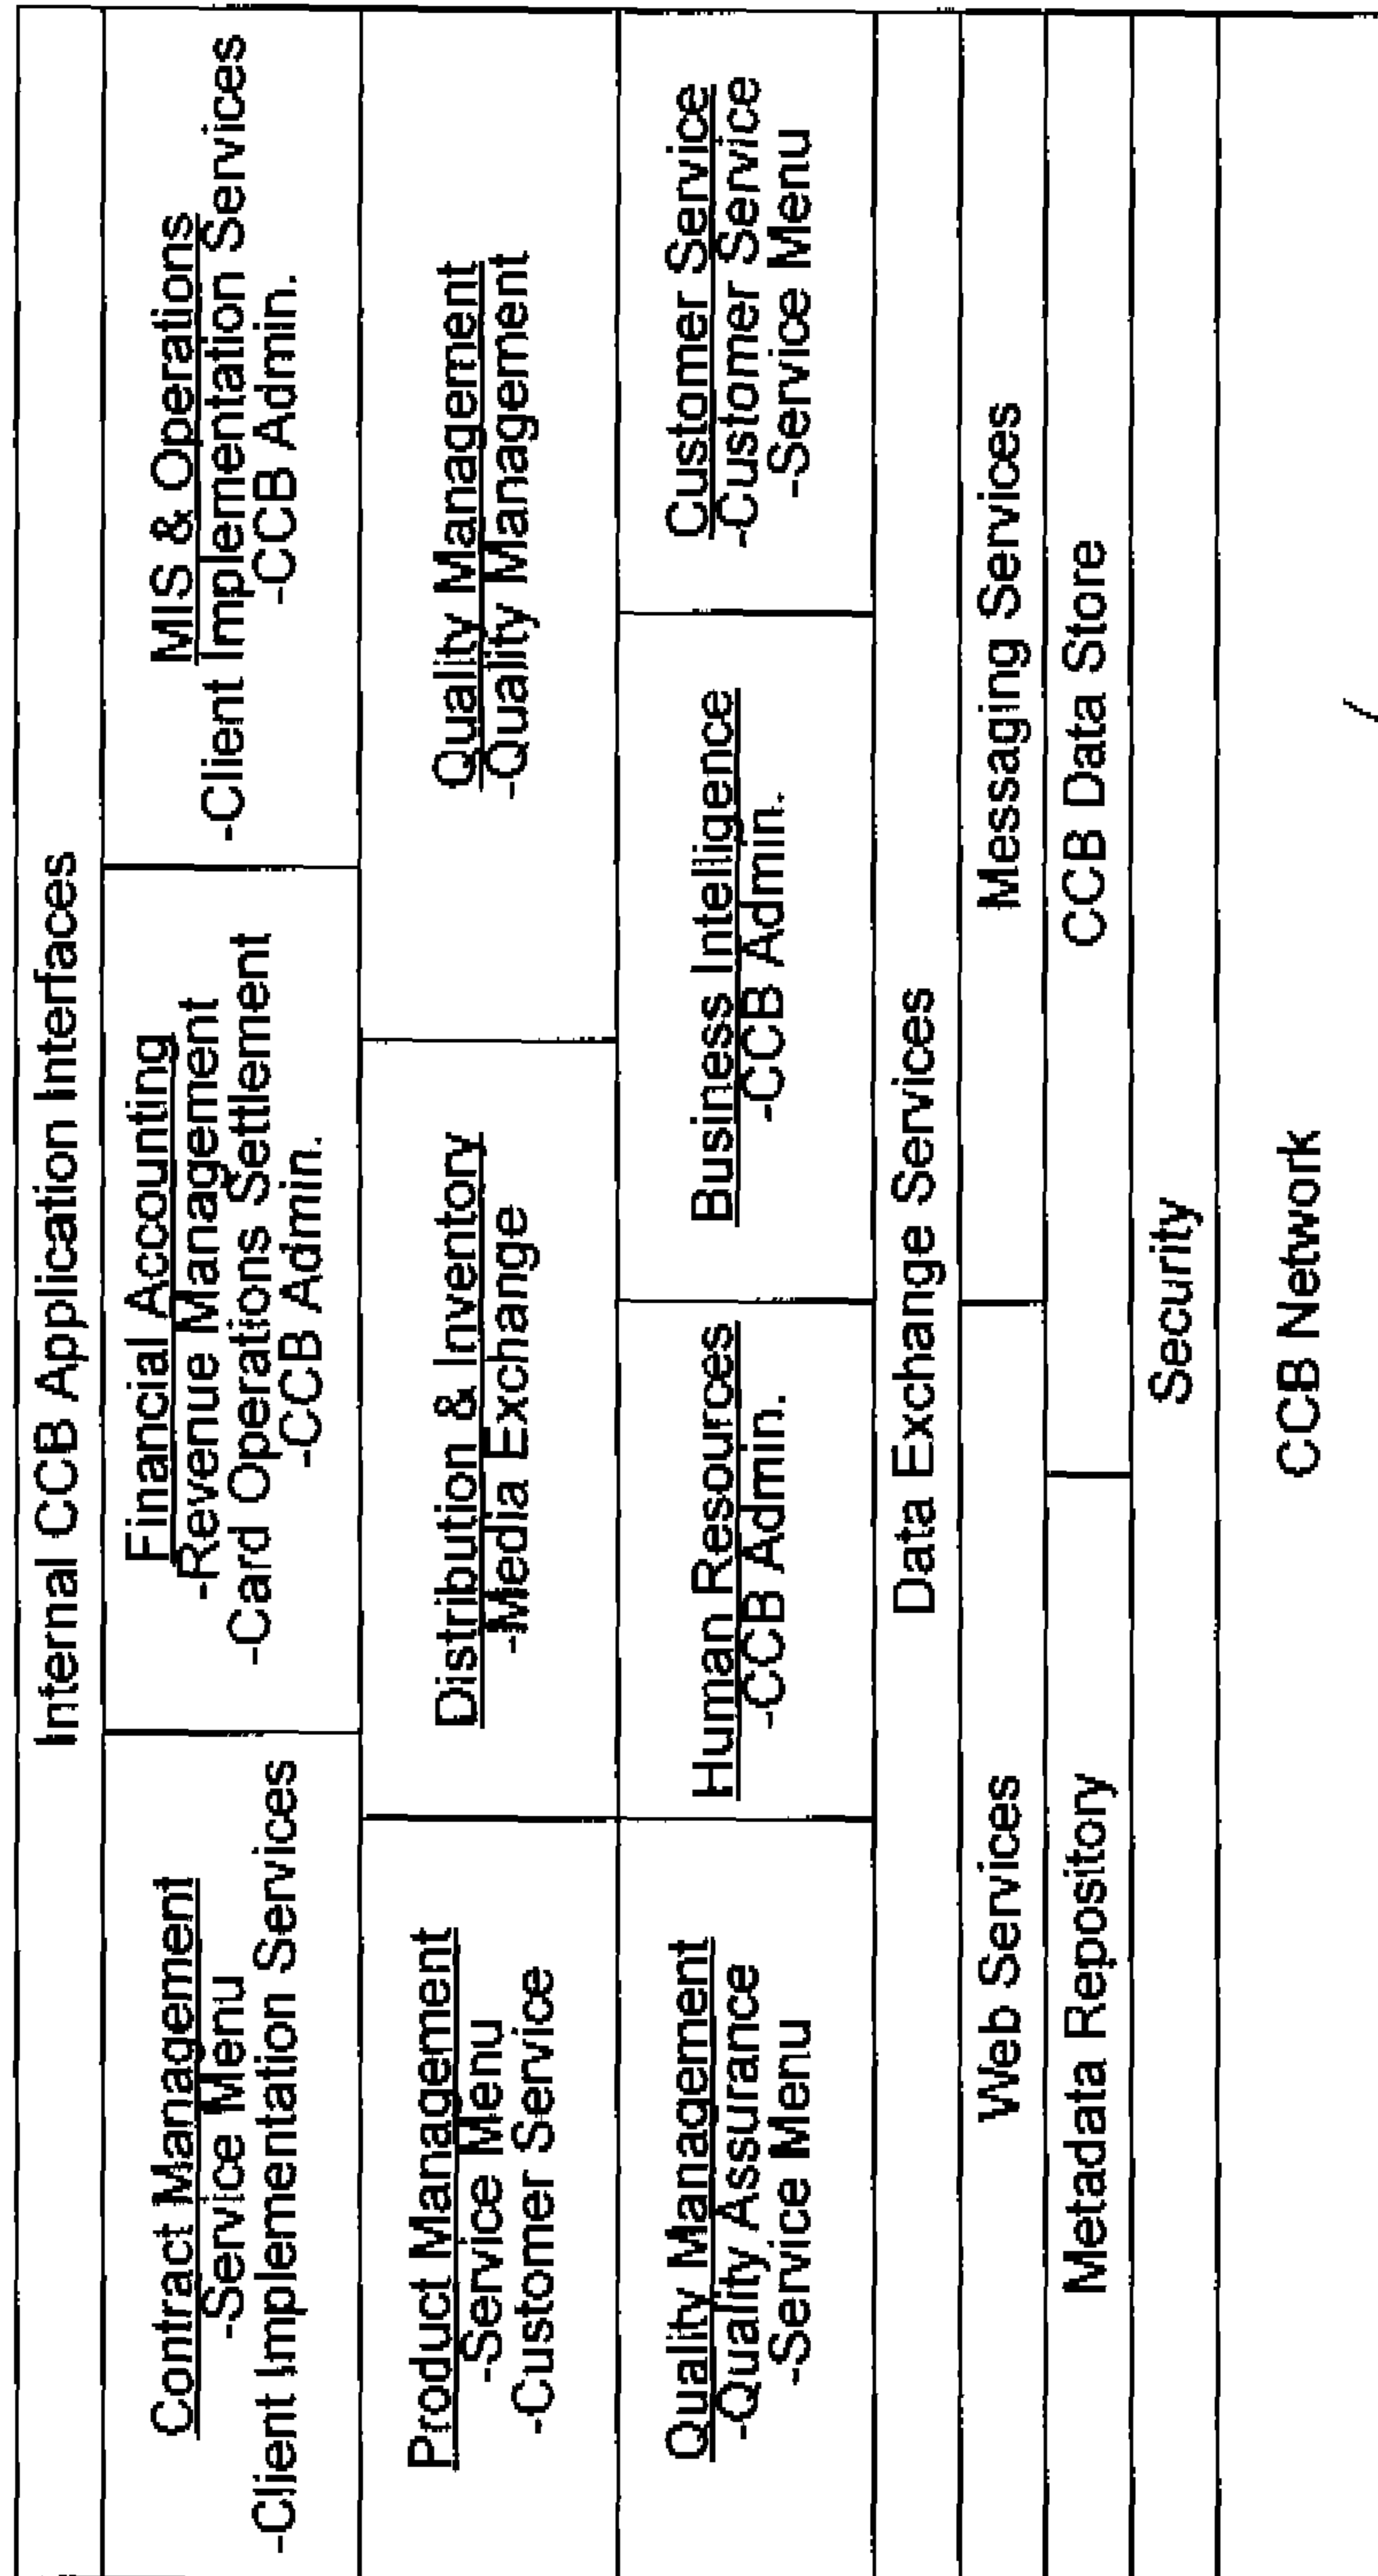 Internal CCB Application Interfaces
Contract Management
-Service Menu
-Client Implementation Services
Financial Accounting
-Revenue Management
-Card Operations Settlement
-CCB Admin.
MIS & Operations
-Client Implementation Services
-CCB Admin.
Product Management
-Service Menu
-Customer Service
Distribution & Inventory
-Media Exchange
Quality Management
-Quality Management
Quality Management
-Quality Assurance
-Service Menu
Human Resources
-CCB Admin.
Business Intelligence
-CCB Admin.
Customer Service
-Customer Service
-Service Menu
Data Exchange Services
Web Services
Messaging Services
Metadata Repository
CCB Data Store
Security
CCB Network